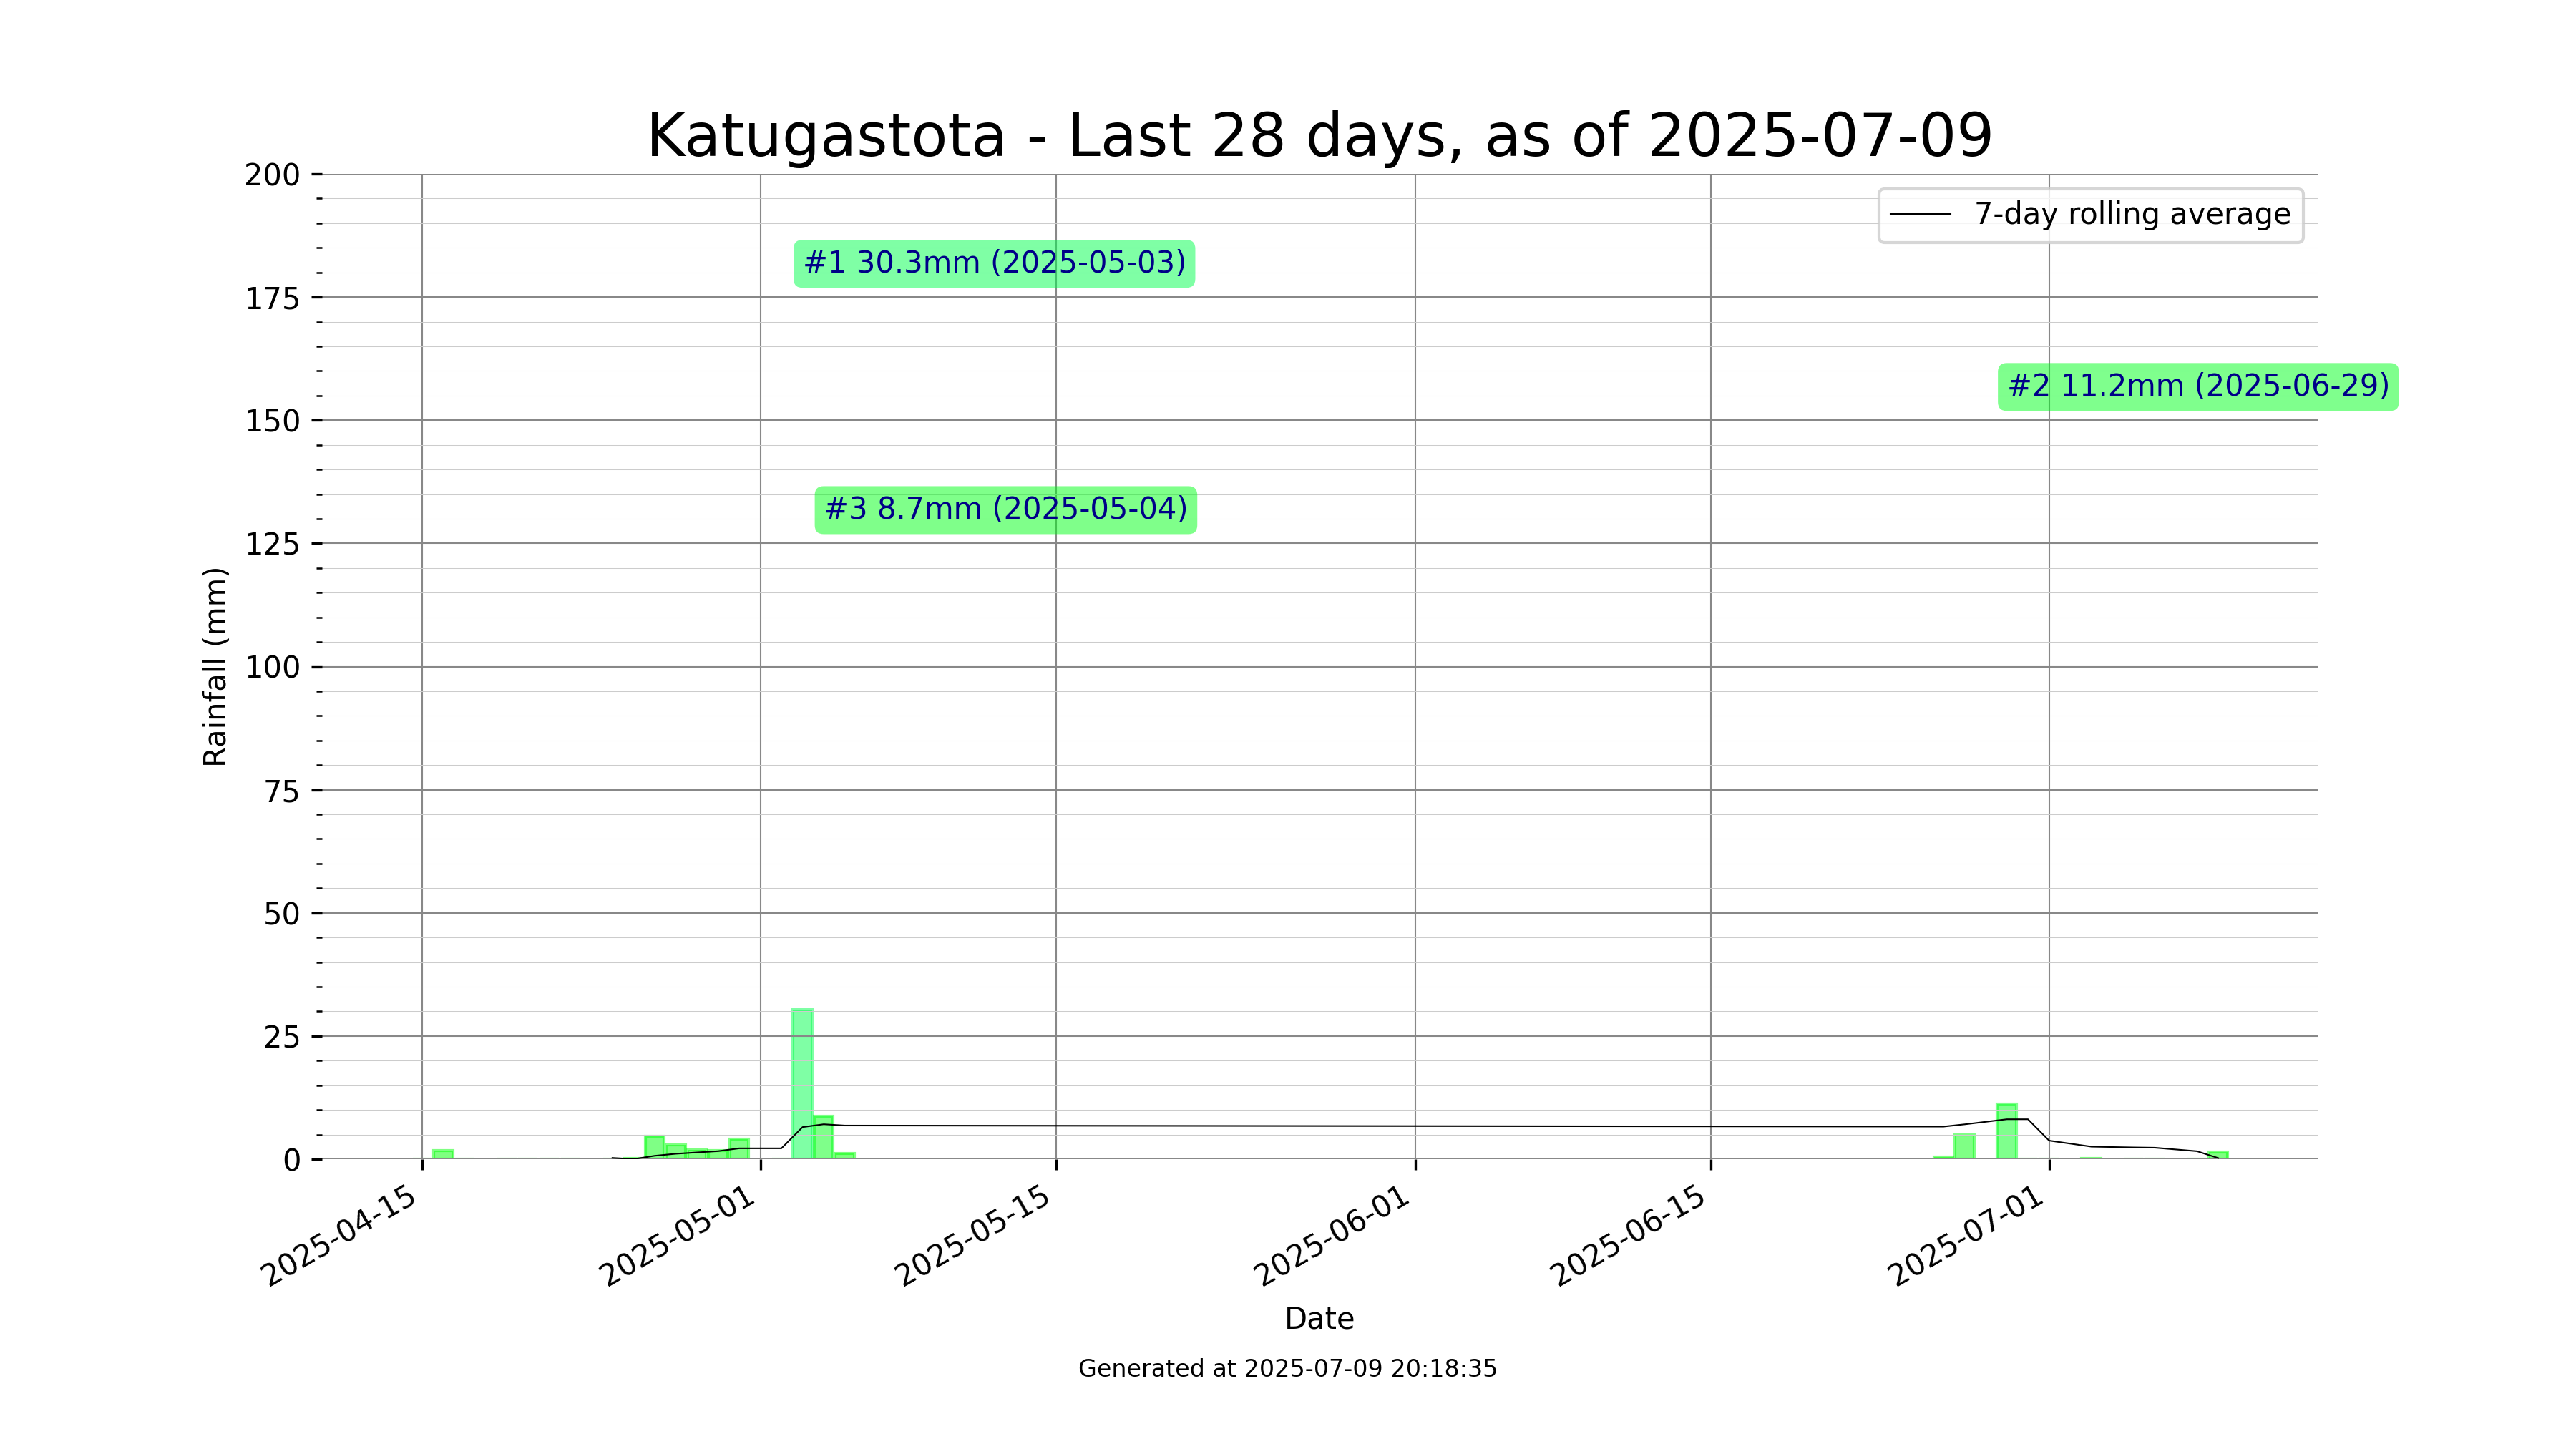 Katugastota - Last 28 days, as of 2025-07-09
200
7-day rolling average
#1 30.3mm (2025-05-03)
175
#2 11.2mm (2025-06-29)
150
#3 8.7mm (2025-05-04)
125
100
75
50
25
0
Rainfall (mm)
2025-04-15
2025-05-01
2025-05-15
2025-06-01
2025-06-15
2025-07-01
Date
Generated at 2025-07-09 20:18:35